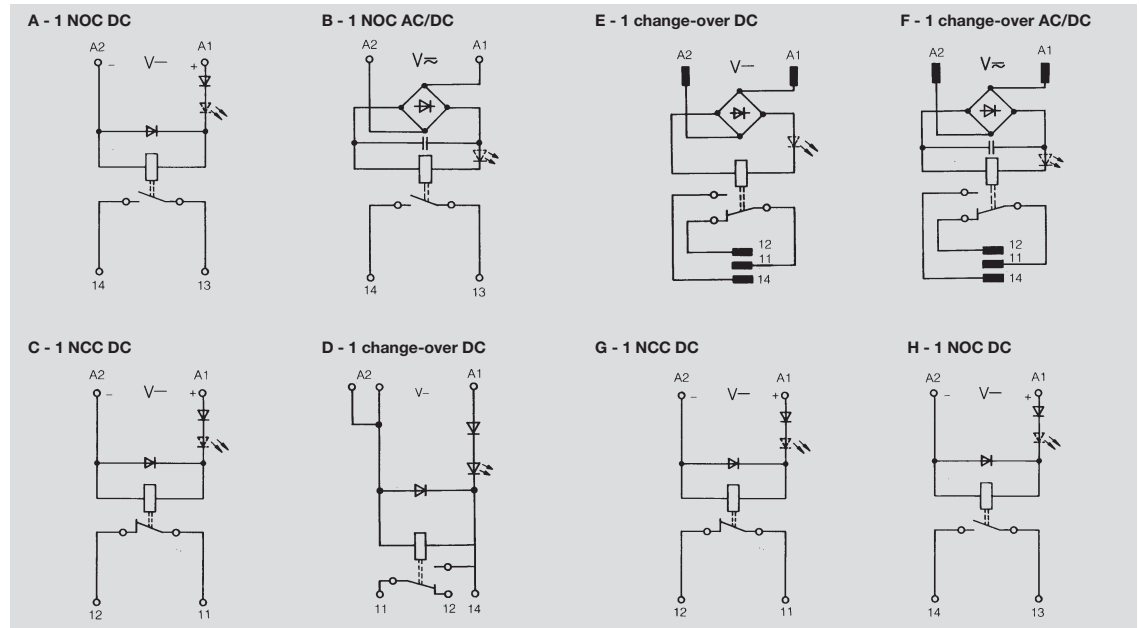 A - 1 NOC DC
A2 A1
– V⎓ +
14 13
B - 1 NOC AC/DC
A2 A1
V≂
14 13
E - 1 change-over DC
A2 A1
V⎓
12
11
14
F - 1 change-over AC/DC
A2 A1
V≂
12
11
14
C - 1 NCC DC
A2 A1
– V⎓ +
12 11
D - 1 change-over DC
A2 A1
V–
11 12 14
G - 1 NCC DC
A2 A1
– V⎓ +
12 11
H - 1 NOC DC
A2 A1
– V⎓ +
14 13